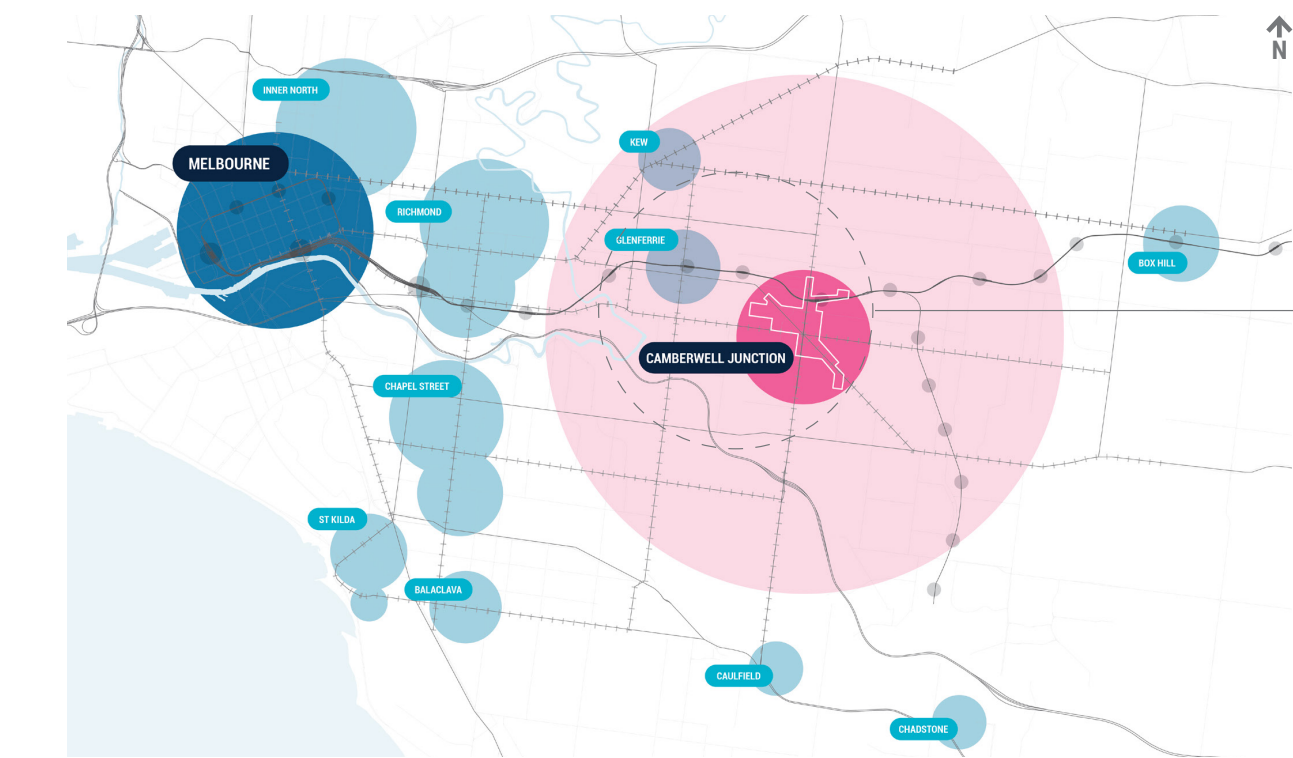 N
INNER NORTH
MELBOURNE
KEW
RICHMOND
GLENFERRIE
BOX HILL
CAMBERWELL JUNCTION
CHAPEL STREET
ST KILDA
BALACLAVA
CAULFIELD
CHADSTONE